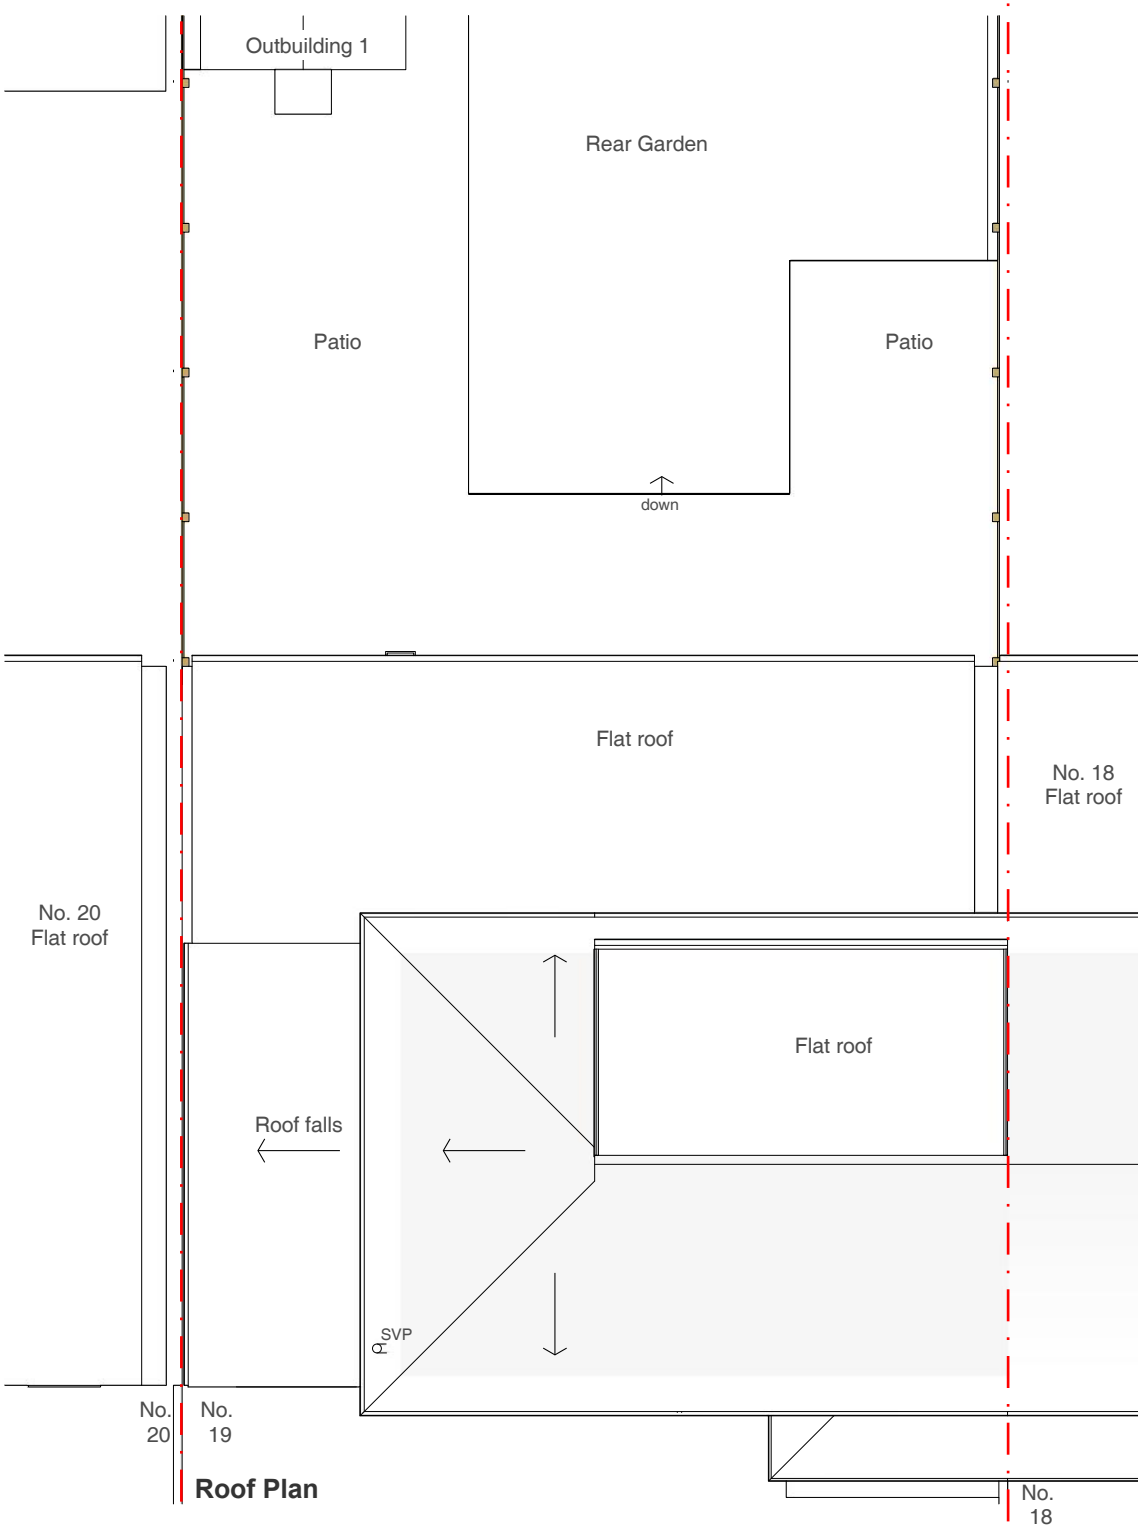 Outbuilding 1
Rear Garden
Patio
Patio
down
Flat roof
No. 18
Flat roof
No. 20
Flat roof
Flat roof
Roof falls
SVP
No.
20
No.
19
Roof Plan
No.
18